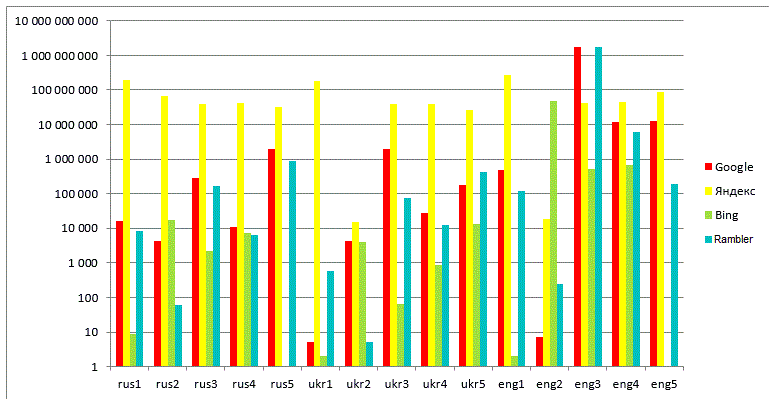 10 000 000 000
1 000 000 000
100 000 000
10 000 000
1 000 000
100 000
10 000
1 000
100
10
1
rus1 rus2 rus3 rus4 rus5 ukr1 ukr2 ukr3 ukr4 ukr5 eng1 eng2 eng3 eng4 eng5
Google
Яндекс
Bing
Rambler